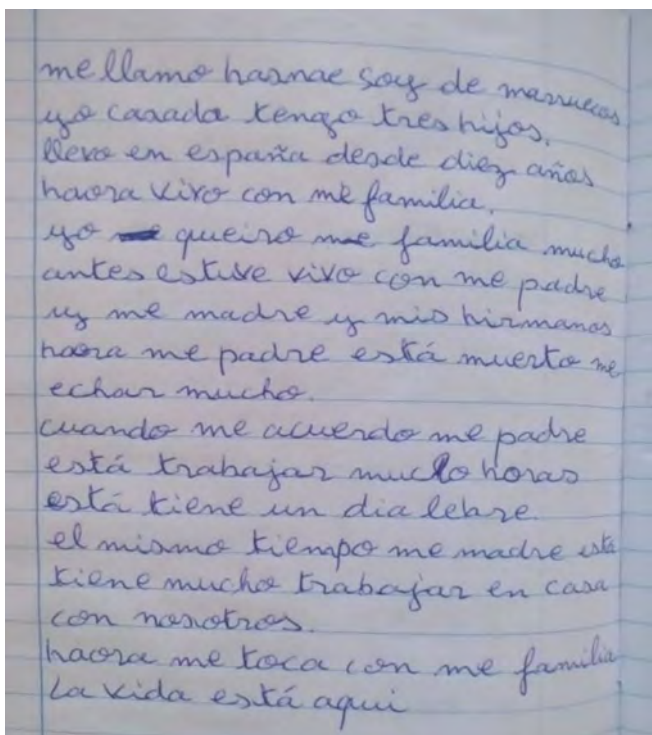 me llamo hasnae soy de marruecos
yo casada tengo tres hijos.
llevo en españa desde diez años
haora vivo con me familia.
yo queiro me familia mucho
antes estive vivo con me padre
y me madre y mis hirmanos
haora me padre está muerto me
echar mucho.
cuando me acuerdo me padre
está trabajar mucho horas
está tiene un dia lebre.
el mismo tiempo me madre está
tiene mucho trabajar en casa
con nosotros.
haora me toca con me familia
La vida está aqui